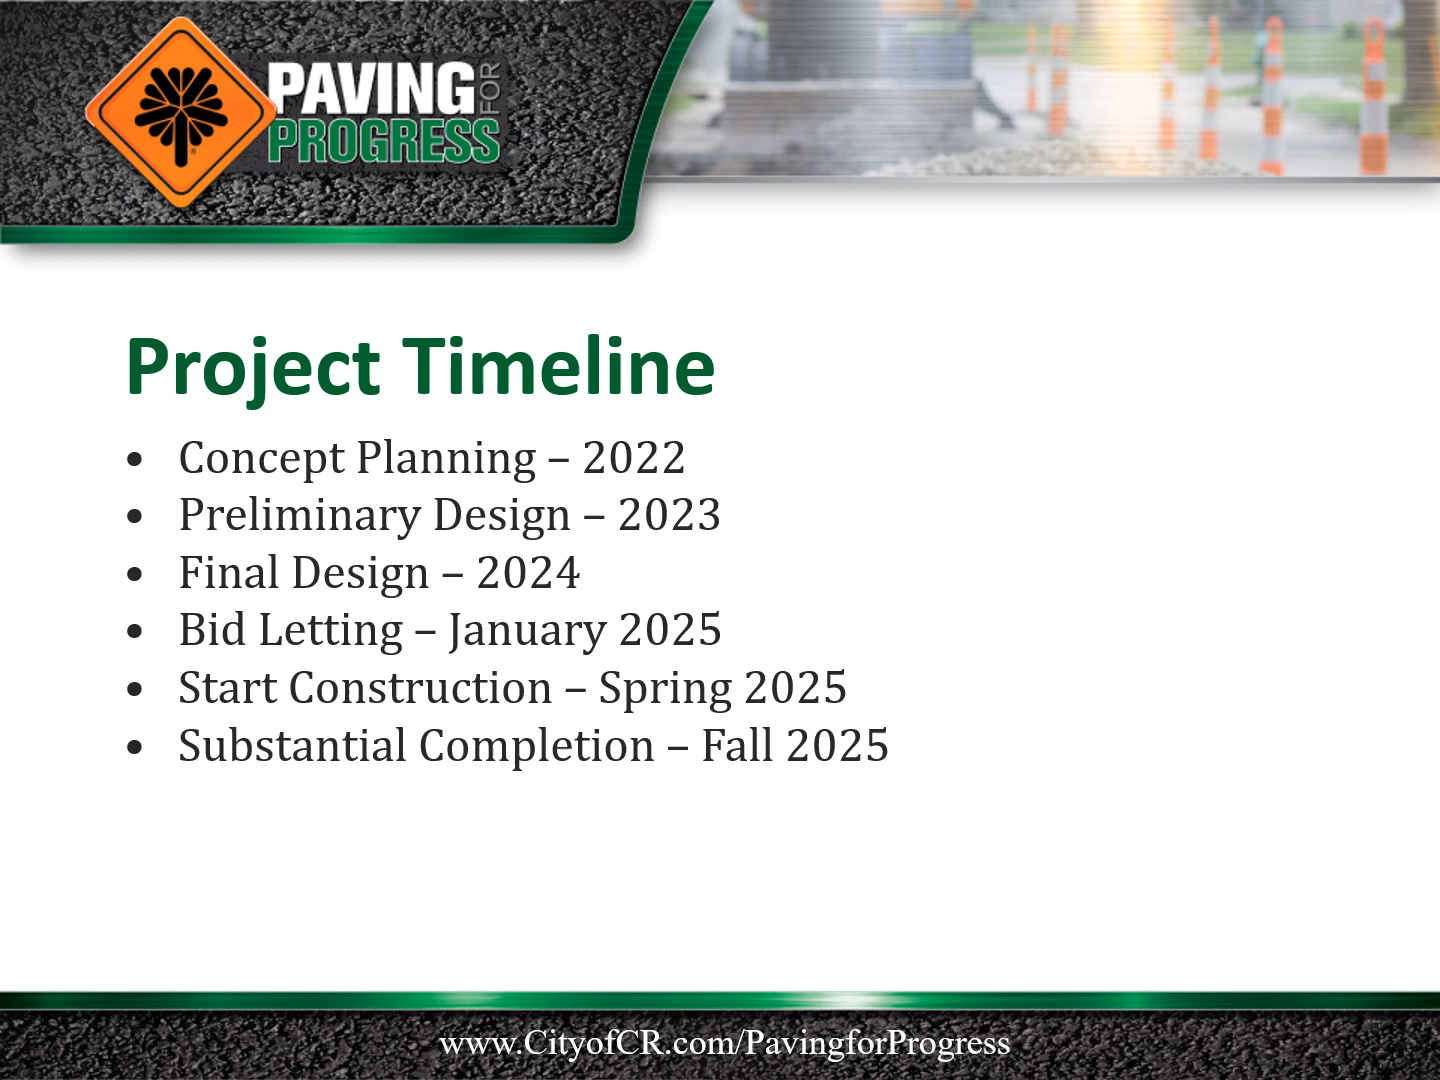 PAVING FOR
PROGRESS
Project Timeline
• Concept Planning – 2022
• Preliminary Design – 2023
• Final Design – 2024
• Bid Letting – January 2025
• Start Construction – Spring 2025
• Substantial Completion – Fall 2025
www.CityofCR.com/PavingforProgress